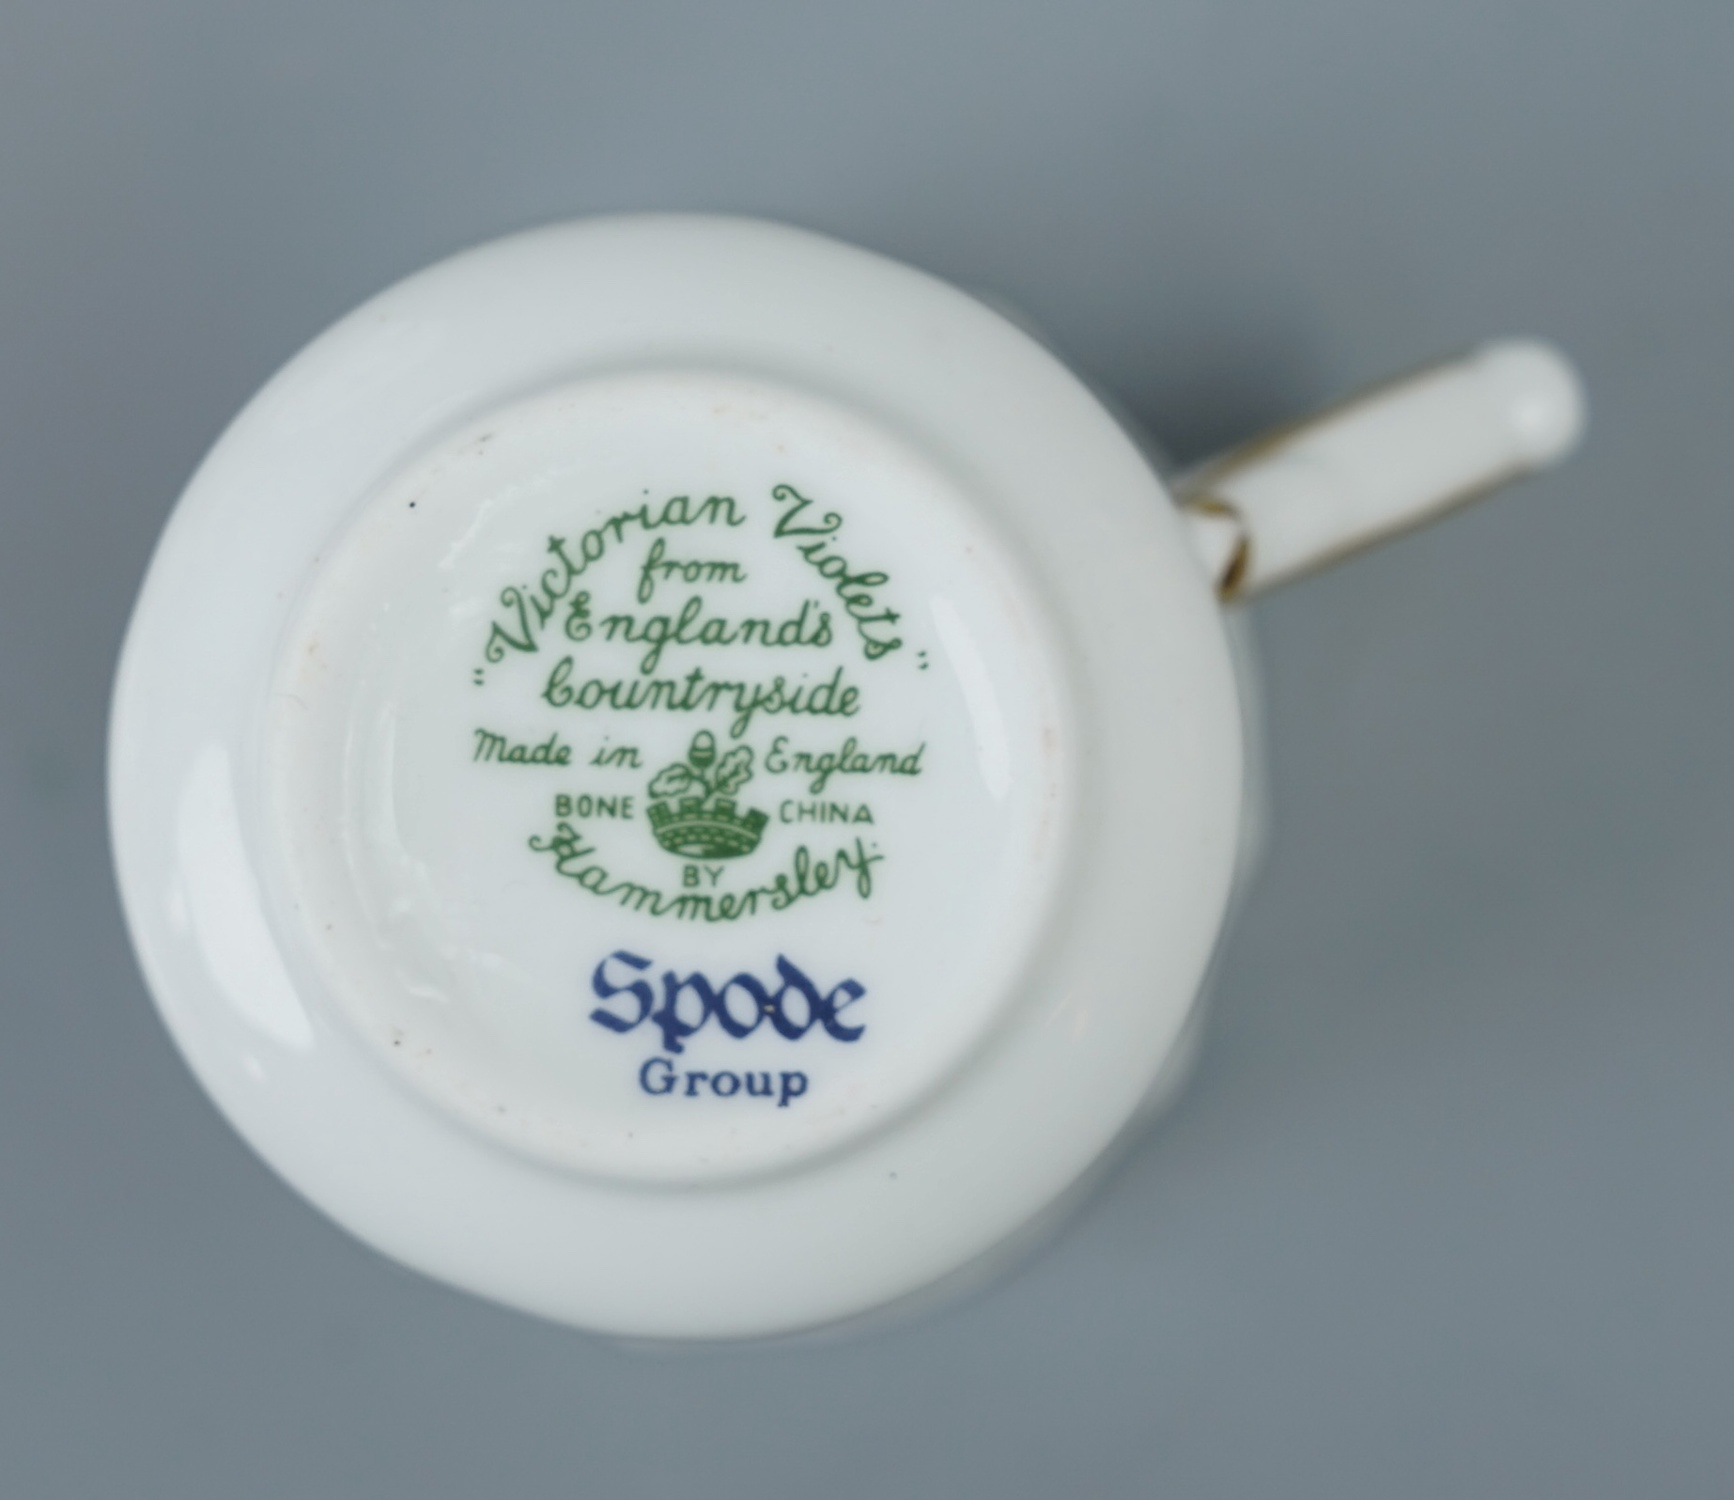 "Victorian Violets"
from
England's
Countryside
Made in England
BONE CHINA
BY
Hammersley
Spode
Group